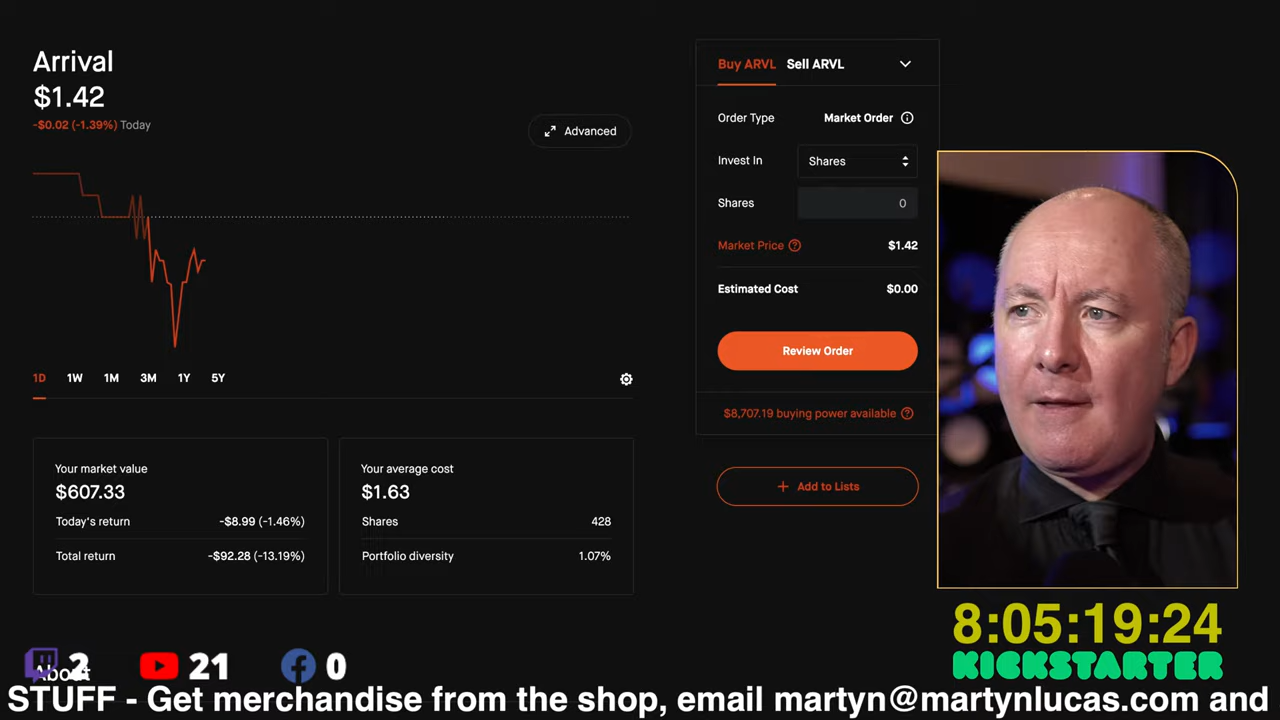 Arrival
$1.42
-$0.02 (-1.39%) Today
Advanced
1D 1W 1M 3M 1Y 5Y
Your market value
$607.33
Today's return -$8.99 (-1.46%)
Total return -$92.28 (-13.19%)
Your average cost
$1.63
Shares 428
Portfolio diversity 1.07%
Buy ARVL Sell ARVL
Order Type Market Order
Invest In Shares
Shares 0
Market Price $1.42
Estimated Cost $0.00
Review Order
$8,707.19 buying power available
+ Add to Lists
8:05:19:24
KICKSTARTER
About
2 21 0
STUFF - Get merchandise from the shop, email martyn@martynlucas.com and